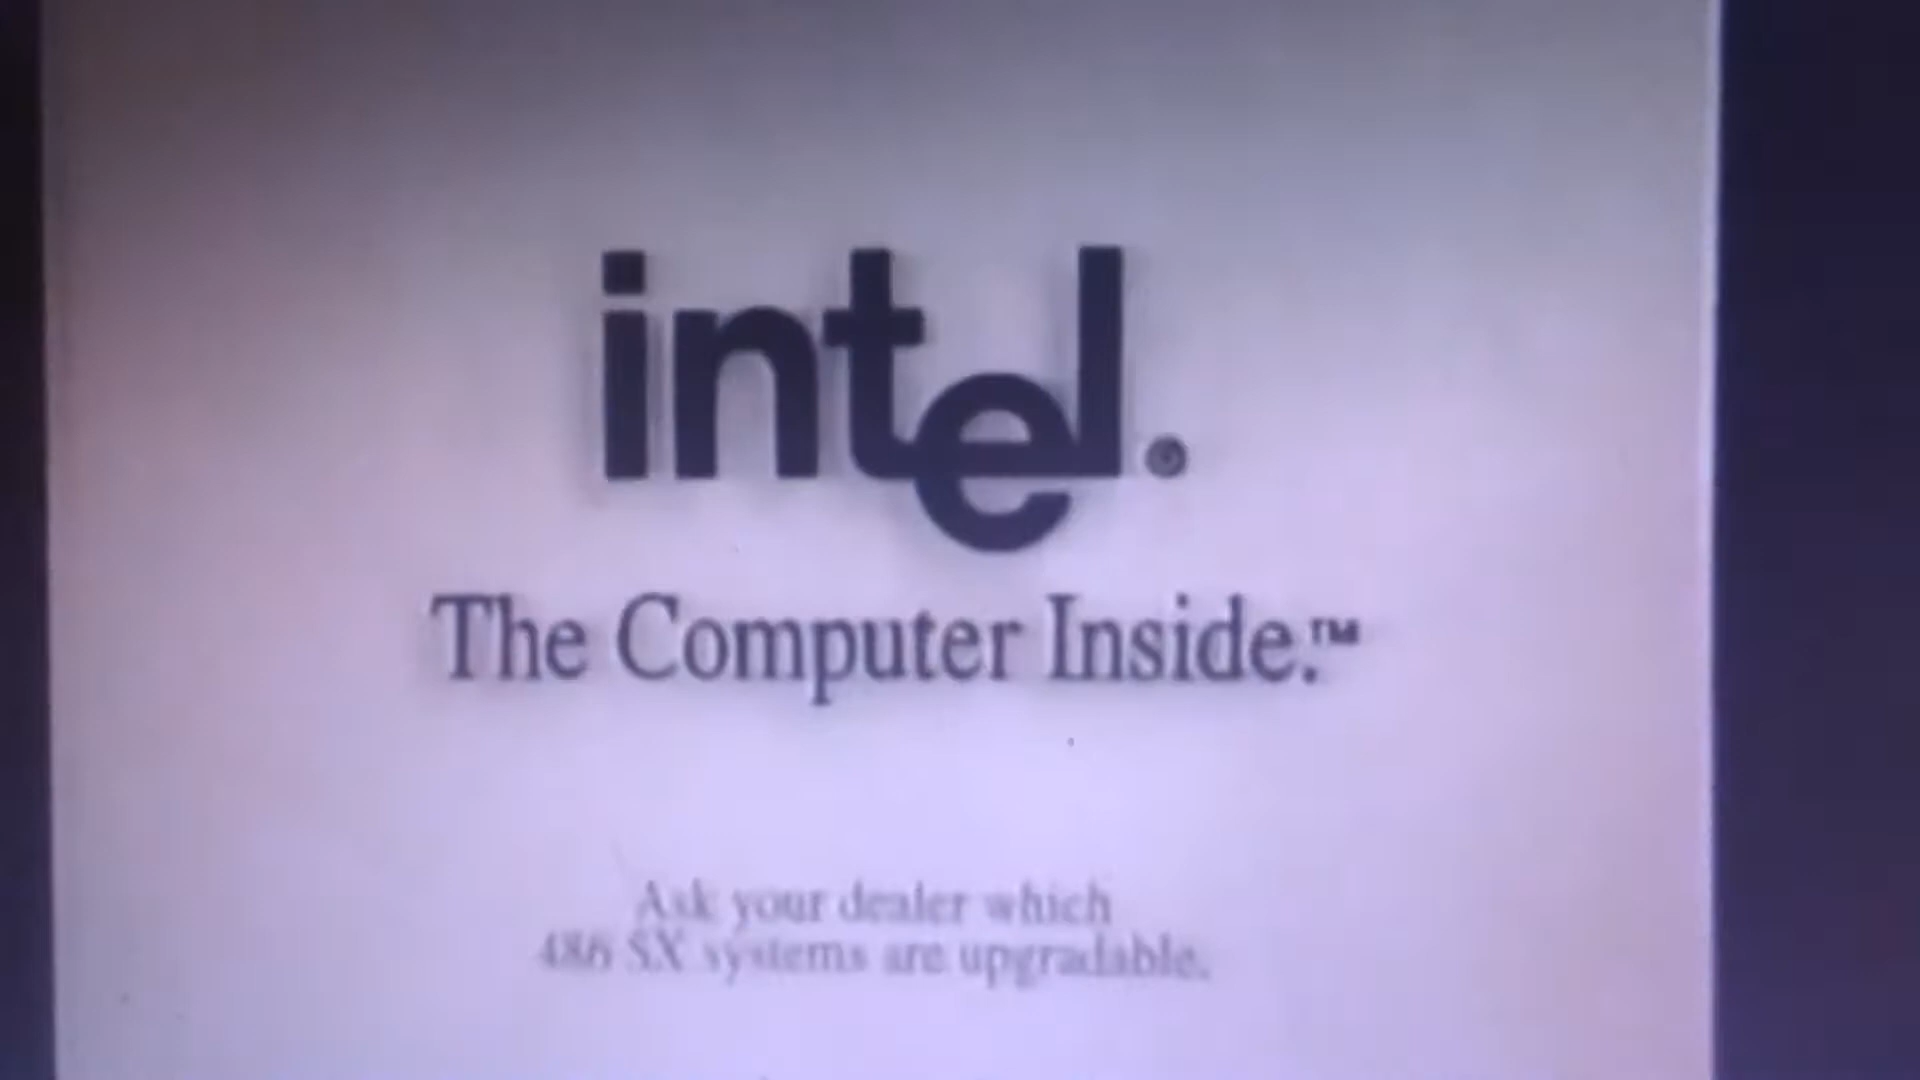 intel®
The Computer Inside.™
Ask your dealer which
486 SX systems are upgradable.